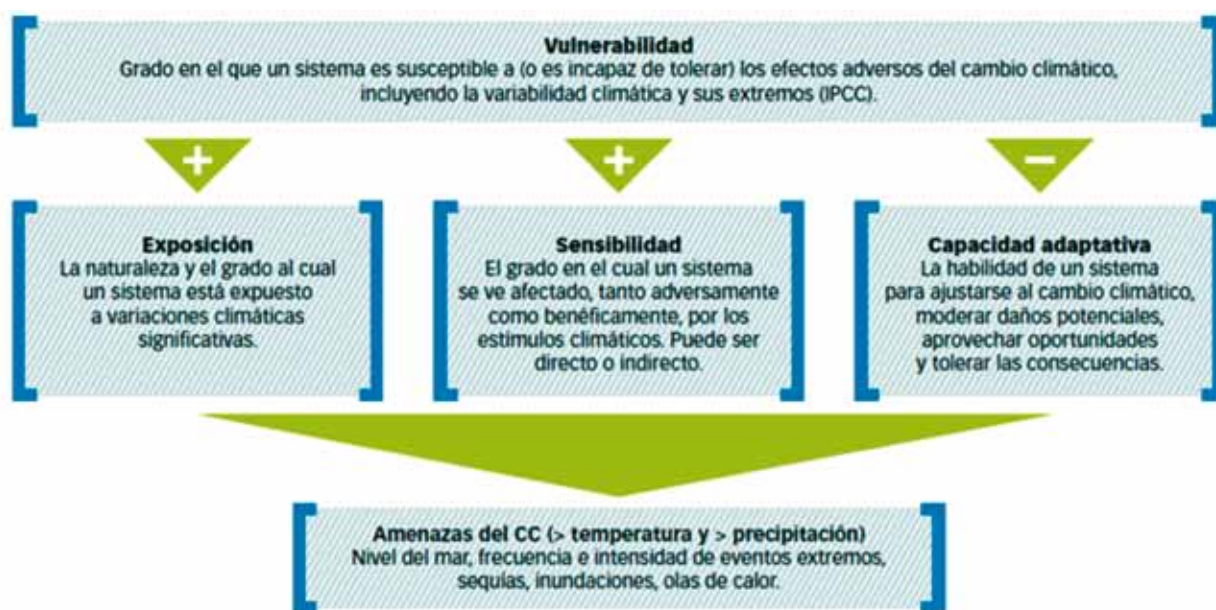 Vulnerabilidad
Grado en el que un sistema es susceptible a (o es incapaz de tolerar) los efectos adversos del cambio climático,
incluyendo la variabilidad climática y sus extremos (IPCC).
+
+
−
Exposición
La naturaleza y el grado al cual
un sistema está expuesto
a variaciones climáticas
significativas.
Sensibilidad
El grado en el cual un sistema
se ve afectado, tanto adversamente
como benéficamente, por los
estímulos climáticos. Puede ser
directo o indirecto.
Capacidad adaptativa
La habilidad de un sistema
para ajustarse al cambio climático,
moderar daños potenciales,
aprovechar oportunidades
y tolerar las consecuencias.
Amenazas del CC (> temperatura y > precipitación)
Nivel del mar, frecuencia e intensidad de eventos extremos,
sequías, inundaciones, olas de calor.